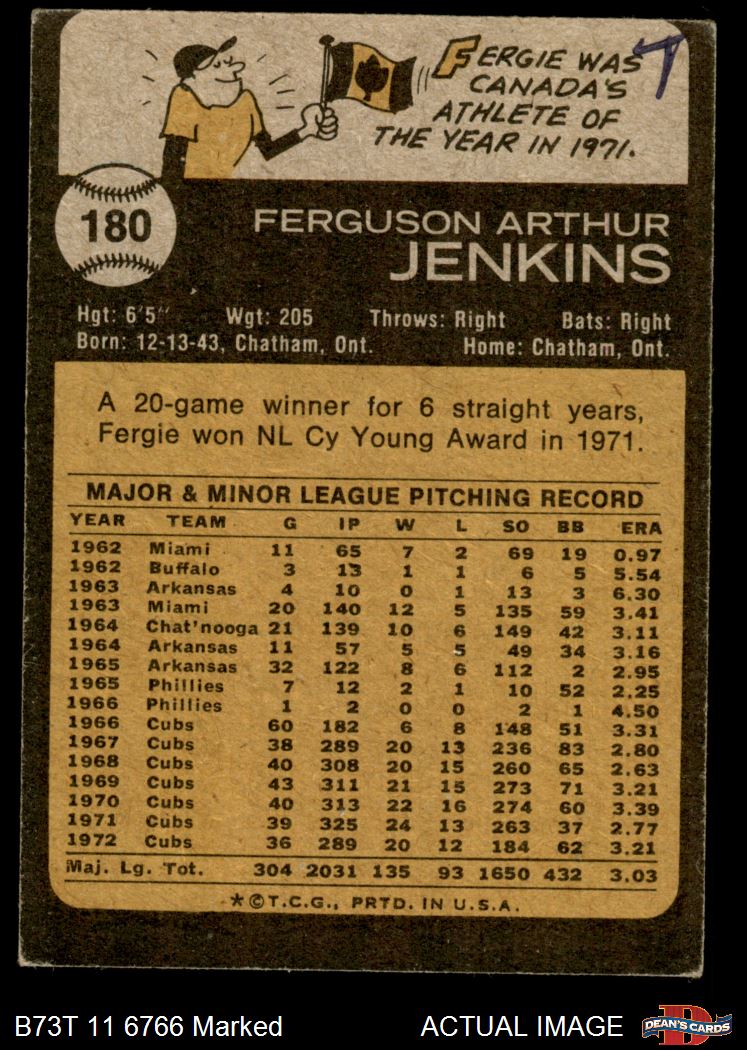 FERGIE WAS
CANADA'S
ATHLETE OF
THE YEAR IN 1971.
180
FERGUSON ARTHUR
JENKINS
Hgt: 6'5" Wgt: 205 Throws: Right Bats: Right
Born: 12-13-43, Chatham, Ont. Home: Chatham, Ont.
A 20-game winner for 6 straight years,
Fergie won NL Cy Young Award in 1971.
MAJOR & MINOR LEAGUE PITCHING RECORD
YEAR TEAM G IP W L SO BB ERA
1962 Miami 11 65 7 2 69 19 0.97
1962 Buffalo 3 13 1 1 6 5 5.54
1963 Arkansas 4 10 0 1 13 3 6.30
1963 Miami 20 140 12 5 135 59 3.41
1964 Chat'nooga 21 139 10 6 149 42 3.11
1964 Arkansas 11 57 5 5 49 34 3.16
1965 Arkansas 32 122 8 6 112 2 2.95
1965 Phillies 7 12 2 1 10 52 2.25
1966 Phillies 1 2 0 0 2 1 4.50
1966 Cubs 60 182 6 8 148 51 3.31
1967 Cubs 38 289 20 13 236 83 2.80
1968 Cubs 40 308 20 15 260 65 2.63
1969 Cubs 43 311 21 15 273 71 3.21
1970 Cubs 40 313 22 16 274 60 3.39
1971 Cubs 39 325 24 13 263 37 2.77
1972 Cubs 36 289 20 12 184 62 3.21
Maj. Lg. Tot. 304 2031 135 93 1650 432 3.03
*©T.C.G., PRTD. IN U.S.A.
B73T 11 6766 Marked ACTUAL IMAGE DEAN'S CARDS